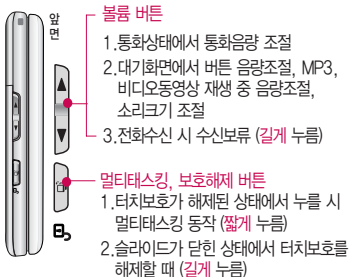 앞
면
볼륨 버튼
1.통화상태에서 통화음량 조절
2.대기화면에서 버튼 음량조절, MP3,
비디오동영상 재생 중 음량조절,
소리크기 조절
3.전화수신 시 수신보류 (길게 누름)
멀티태스킹, 보호해제 버튼
1.터치보호가 해제된 상태에서 누를 시
멀티태스킹 동작 (짧게 누름)
2.슬라이드가 닫힌 상태에서 터치보호를
해제할 때 (길게 누름)